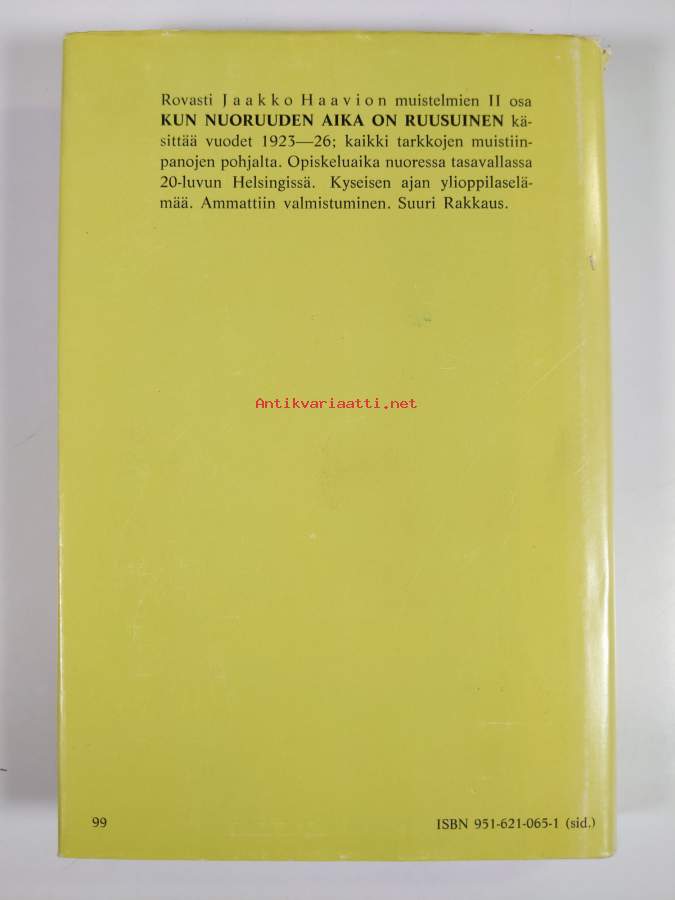 Rovasti Jaakko Haavion muistelmien II osa
KUN NUORUUDEN AIKA ON RUUSUINEN kä-
sittää vuodet 1923—26; kaikki tarkkojen muistiin-
panojen pohjalta. Opiskeluaika nuoressa tasavallassa
20-luvun Helsingissä. Kyseisen ajan ylioppilaselä-
mää. Ammattiin valmistuminen. Suuri Rakkaus.
Antikvariaatti.net
99
ISBN 951-621-065-1 (sid.)